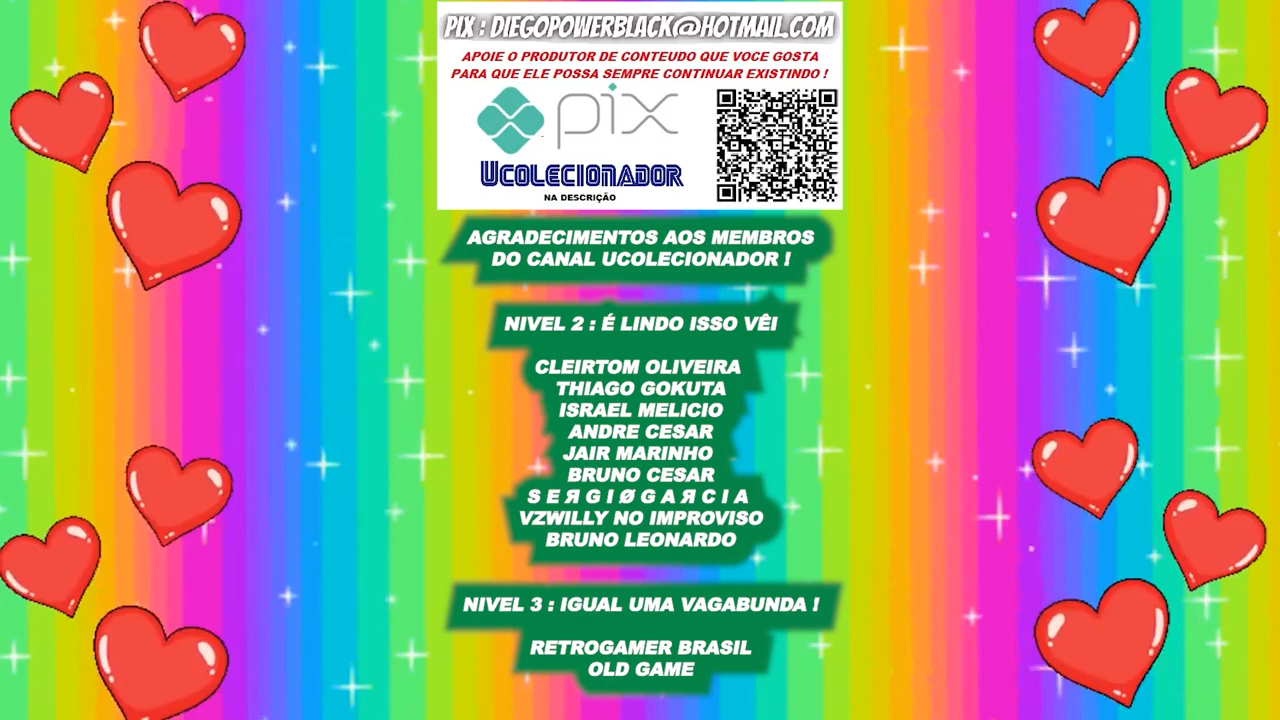 PIX : DIEGOPOWERBLACK@HOTMAIL.COM
APOIE O PRODUTOR DE CONTEUDO QUE VOCE GOSTA
PARA QUE ELE POSSA SEMPRE CONTINUAR EXISTINDO !
pix
UCOLECIONADOR
NA DESCRIÇÃO
AGRADECIMENTOS AOS MEMBROS
DO CANAL UCOLECIONADOR !
NIVEL 2 : É LINDO ISSO VÊI
CLEIRTOM OLIVEIRA
THIAGO GOKUTA
ISRAEL MELICIO
ANDRE CESAR
JAIR MARINHO
BRUNO CESAR
S E Я G I Ø G A Я C I A
VZWILLY NO IMPROVISO
BRUNO LEONARDO
NIVEL 3 : IGUAL UMA VAGABUNDA !
RETROGAMER BRASIL
OLD GAME